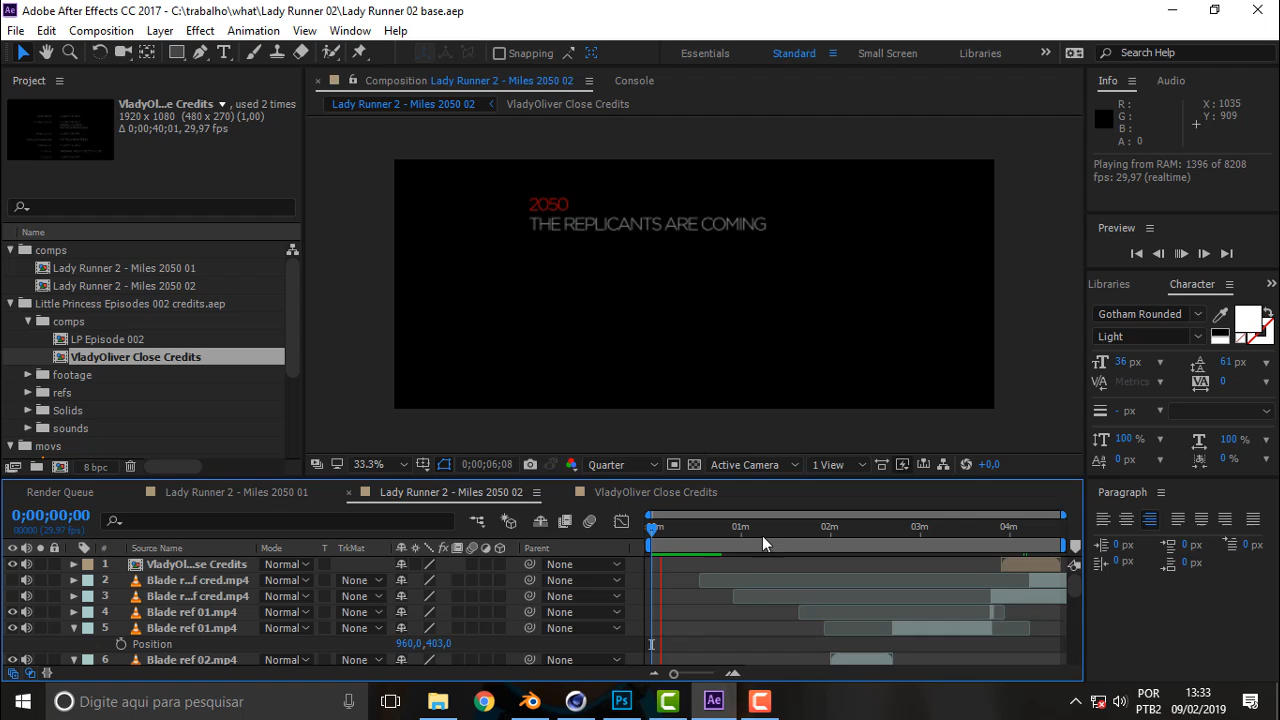 Ae Adobe After Effects CC 2017 - C:\trabalho\what\Lady Runner 02\Lady Runner 02 base.aep
File Edit Composition Layer Effect Animation View Window Help
Snapping Essentials Standard Small Screen Libraries Search Help
Project Composition Lady Runner 2 - Miles 2050 02 Console Info Audio
VladyOl...e Credits , used 2 times
1920 x 1080 (480 x 270) (1,00)
Δ 0;00;40;01, 29,97 fps
Lady Runner 2 - Miles 2050 02 VladyOliver Close Credits
R: X: 1035
G: Y: 909
B:
A: 0
Playing from RAM: 1396 of 8208
fps: 29,97 (realtime)
2050
THE REPLICANTS ARE COMING
Name
comps
Lady Runner 2 - Miles 2050 01
Lady Runner 2 - Miles 2050 02
Little Princess Episodes 002 credits.aep
comps
LP Episode 002
VladyOliver Close Credits
footage
refs
Solids
sounds
movs
8 bpc
Preview
Libraries Character
Gotham Rounded
Light
36 px 61 px
Metrics 0
- px
100 % 100 %
0 px 0 %
33.3% 0;00;06;08 Quarter Active Camera 1 View +0,0
Render Queue Lady Runner 2 - Miles 2050 01 Lady Runner 2 - Miles 2050 02 VladyOliver Close Credits
Paragraph
0 px 0 px 0 px
0 px 0 px
0;00;00;00
00000 (29.97 fps)
01m 02m 03m 04m
# Source Name Mode T TrkMat Parent
1 VladyOl...se Credits Normal None
2 Blade r...f cred.mp4 Normal None None
3 Blade r...f cred.mp4 Normal None None
4 Blade ref 01.mp4 Normal None None
5 Blade ref 01.mp4 Normal None None
Position 960,0,403,0
6 Blade ref 02.mp4 Normal None None
Digite aqui para pesquisar
Ps Ae
POR
PTB2
13:33
09/02/2019